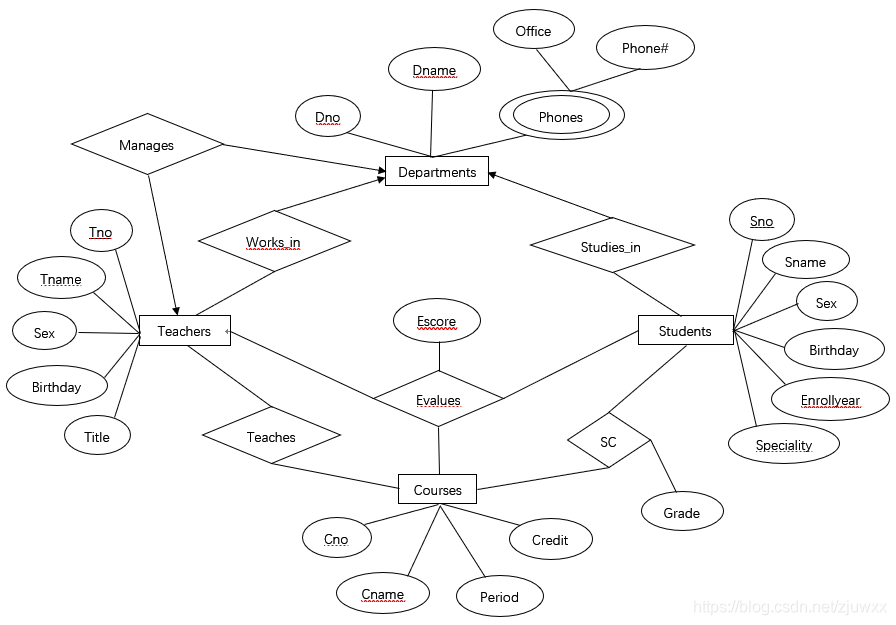 Office
Phone#
Dname
Phones
Dno
Manages
Departments
Sno
Tno
Works_in
Studies_in
Sname
Tname
Sex
Escore
Sex
Teachers
Students
Birthday
Birthday
Evalues
Enrollyear
Title
Teaches
SC
Speciality
Courses
Grade
Cno
Credit
Cname
Period
https://blog.csdn.net/zjuwxx